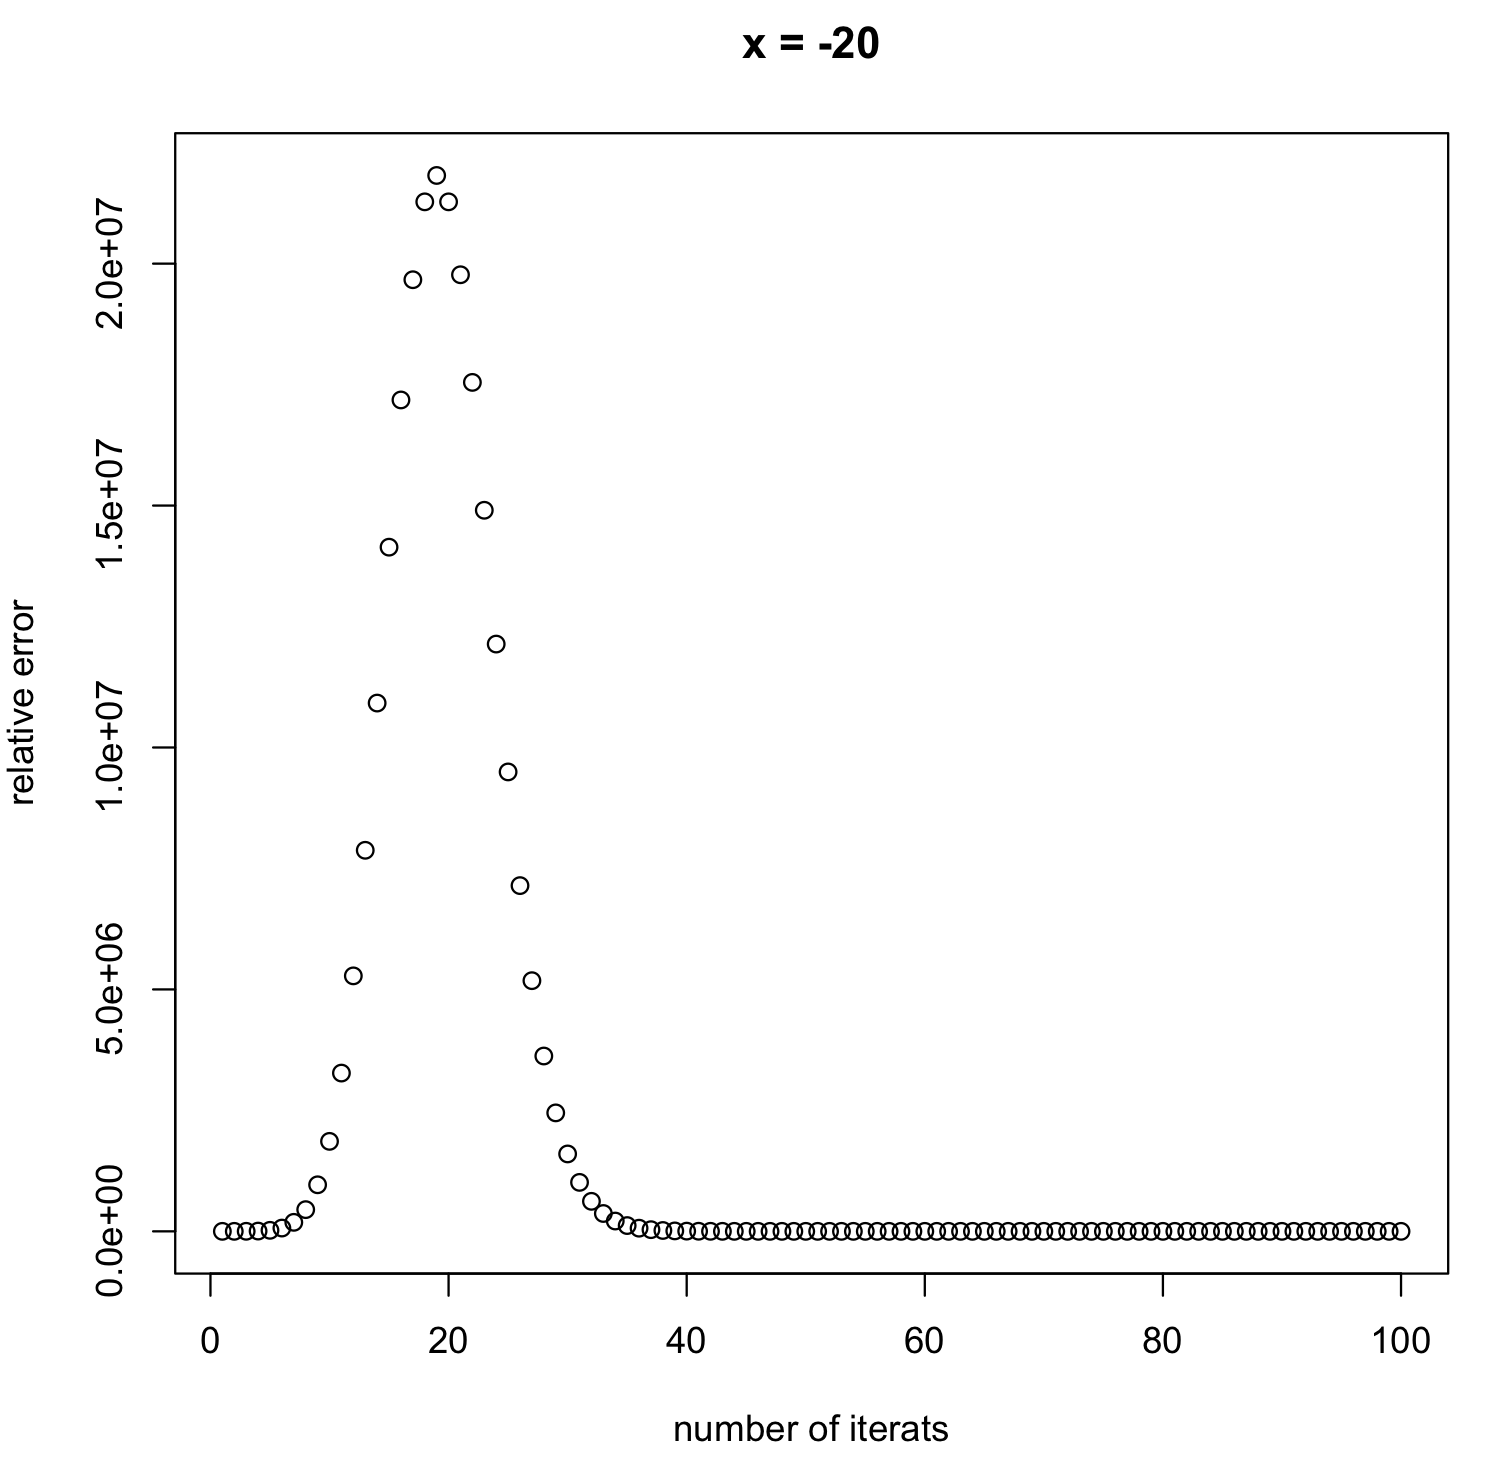 x = -20
relative error
2.0e+07
1.5e+07
1.0e+07
5.0e+06
0.0e+00
0 20 40 60 80 100
number of iterats